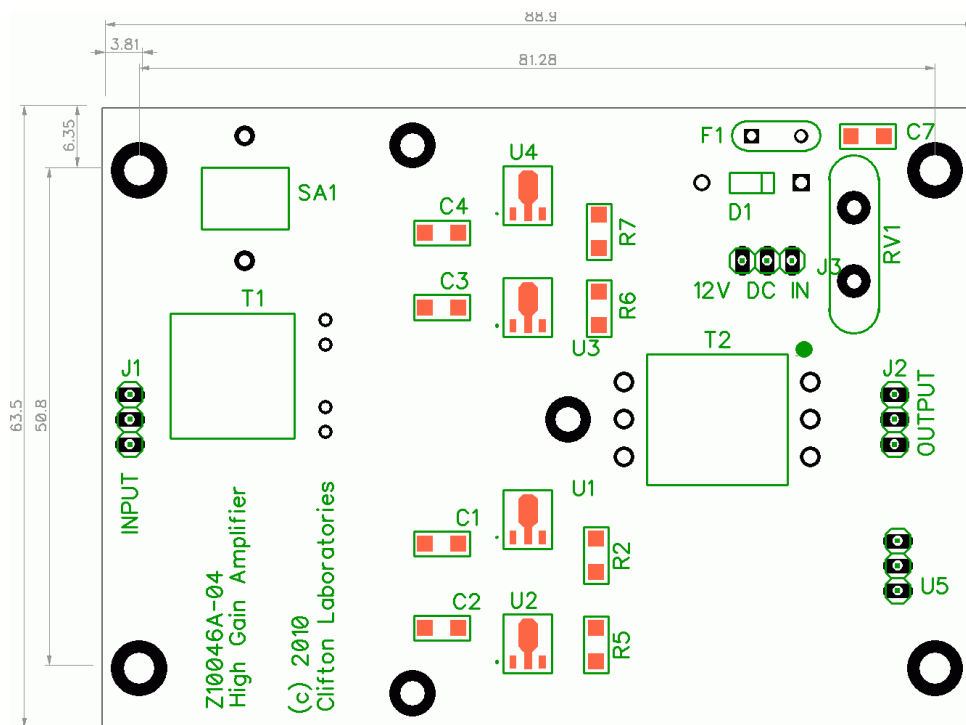 88.9
3.81
81.28
6.35
63.5
50.8
F1
C7
U4
SA1
C4
D1
R7
RV1
J3
12V DC IN
C3
T1
R6
U3
T2
J1
J2
OUTPUT
INPUT
U1
C1
R2
U5
C2
U2
R5
Z10046A-04
High Gain Amplifier
(c) 2010
Clifton Laboratories